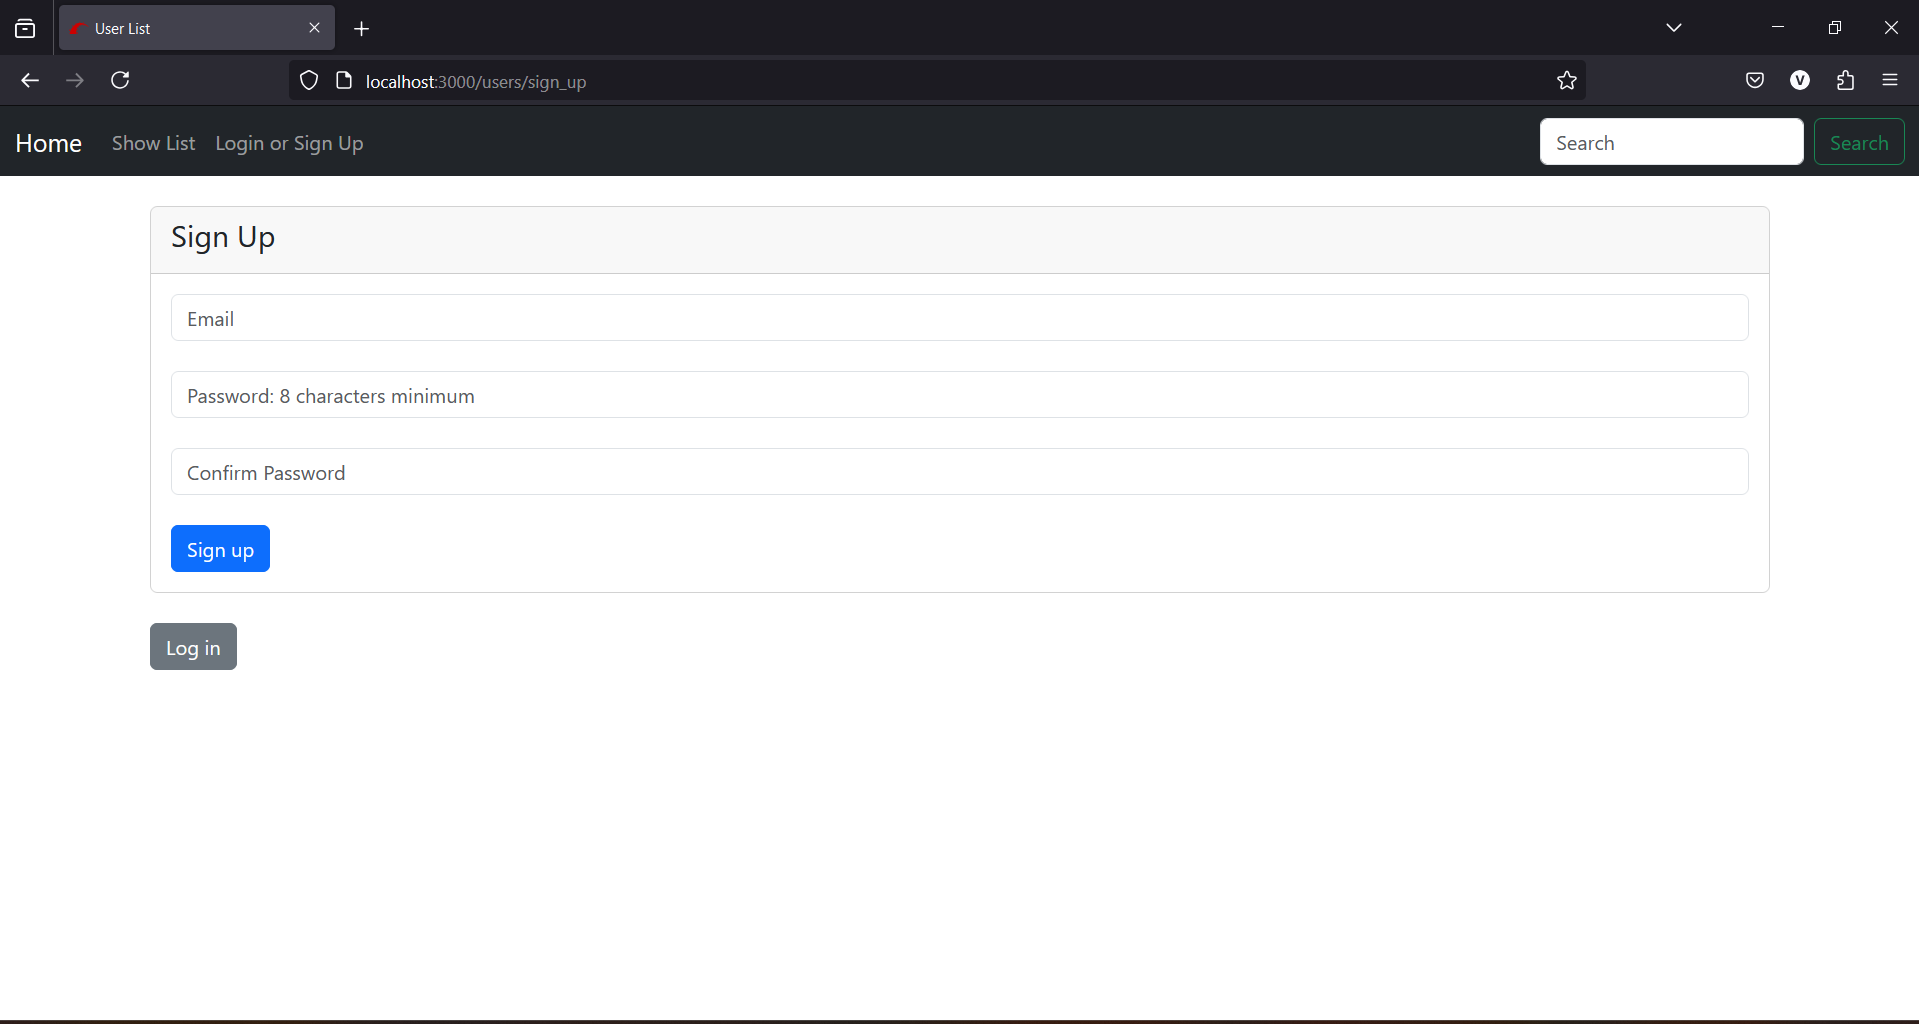 User List
localhost:3000/users/sign_up
V
Home Show List Login or Sign Up Search Search
Sign Up
Email
Password: 8 characters minimum
Confirm Password
Sign up
Log in